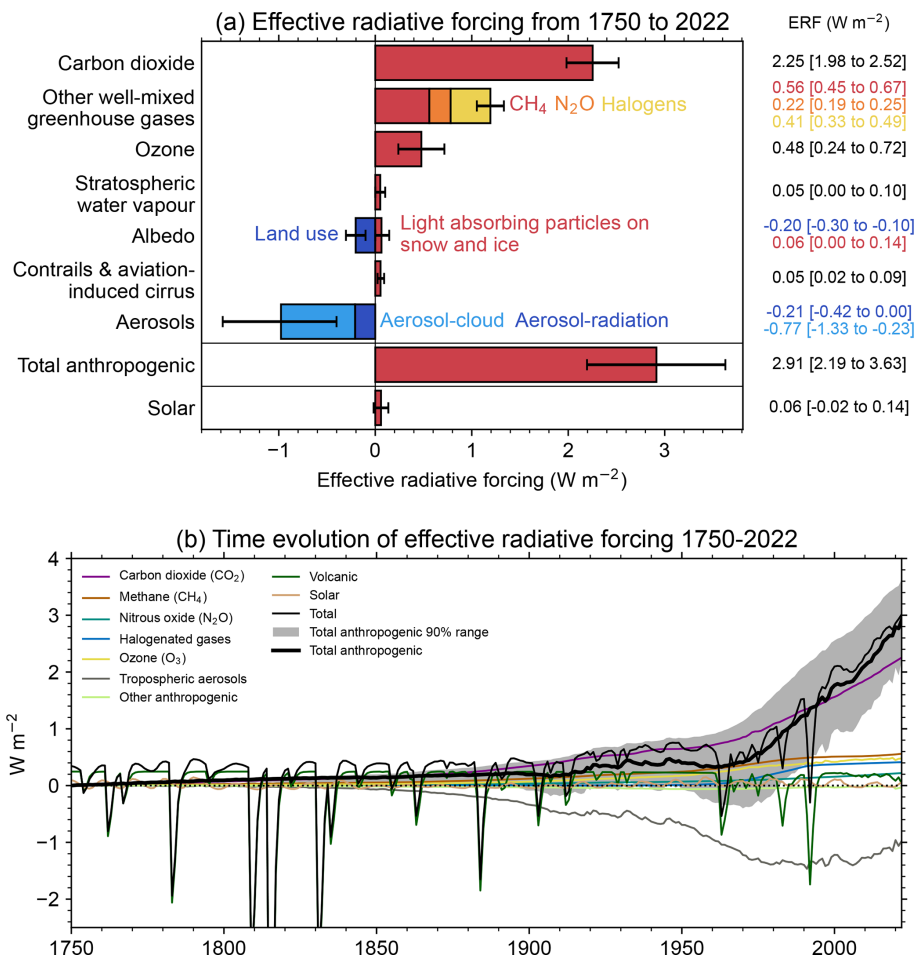 (a) Effective radiative forcing from 1750 to 2022
ERF (W m−2)
Carbon dioxide
2.25 [1.98 to 2.52]
Other well-mixed
greenhouse gases
CH4 N2O Halogens
0.56 [0.45 to 0.67]
0.22 [0.19 to 0.25]
0.41 [0.33 to 0.49]
Ozone
0.48 [0.24 to 0.72]
Stratospheric
water vapour
0.05 [0.00 to 0.10]
Albedo
Land use
Light absorbing particles on
snow and ice
-0.20 [-0.30 to -0.10]
0.06 [0.00 to 0.14]
Contrails & aviation-
induced cirrus
0.05 [0.02 to 0.09]
Aerosols
Aerosol-cloud Aerosol-radiation
-0.21 [-0.42 to 0.00]
-0.77 [-1.33 to -0.23]
Total anthropogenic
2.91 [2.19 to 3.63]
Solar
0.06 [-0.02 to 0.14]
−1 0 1 2 3
Effective radiative forcing (W m−2)
(b) Time evolution of effective radiative forcing 1750-2022
W m−2
4
3
2
1
0
−1
−2
Carbon dioxide (CO2)
Methane (CH4)
Nitrous oxide (N2O)
Halogenated gases
Ozone (O3)
Tropospheric aerosols
Other anthropogenic
Volcanic
Solar
Total
Total anthropogenic 90% range
Total anthropogenic
1750 1800 1850 1900 1950 2000